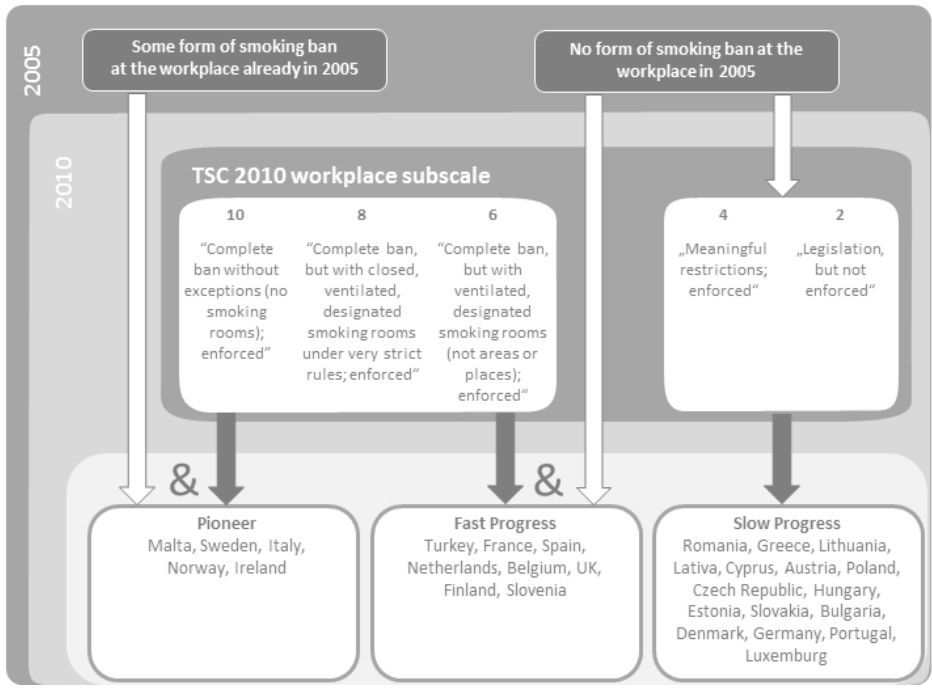 2005
Some form of smoking ban
at the workplace already in 2005
No form of smoking ban at the
workplace in 2005
2010
TSC 2010 workplace subscale
10
“Complete
ban without
exceptions (no
smoking
rooms);
enforced”
8
“Complete ban,
but with closed,
ventilated,
designated
smoking rooms
under very strict
rules; enforced“
6
“Complete ban,
but with
ventilated,
designated
smoking rooms
(not areas or
places);
enforced“
4
„Meaningful
restrictions;
enforced“
2
„Legislation,
but not
enforced“
&
&
Pioneer
Malta, Sweden, Italy,
Norway, Ireland
Fast Progress
Turkey, France, Spain,
Netherlands, Belgium, UK,
Finland, Slovenia
Slow Progress
Romania, Greece, Lithuania,
Lativa, Cyprus, Austria, Poland,
Czech Republic, Hungary,
Estonia, Slovakia, Bulgaria,
Denmark, Germany, Portugal,
Luxemburg